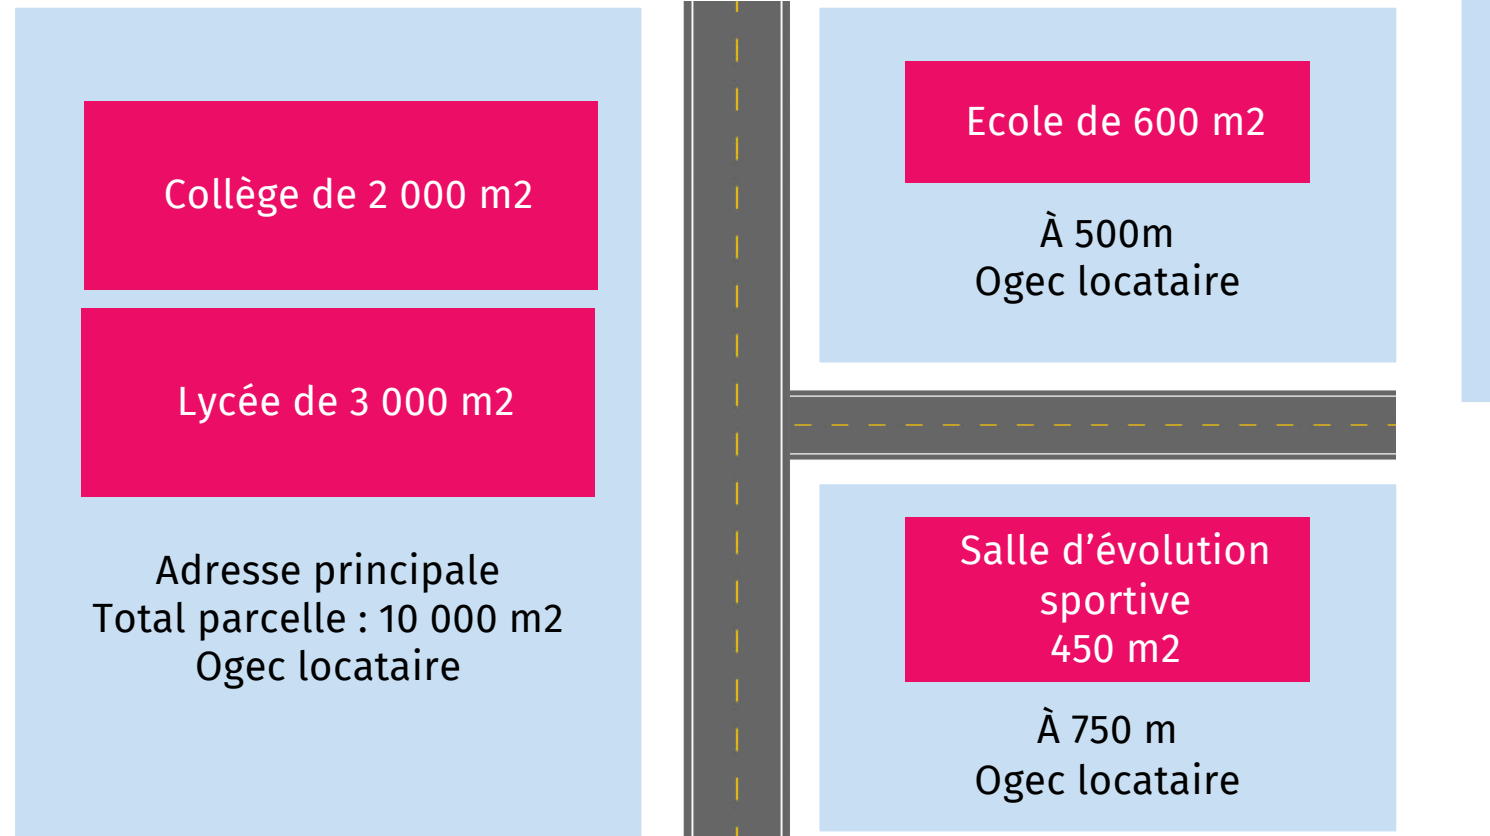 Collège de 2 000 m2
Lycée de 3 000 m2
Adresse principale
Total parcelle : 10 000 m2
Ogec locataire
Ecole de 600 m2
À 500m
Ogec locataire
Salle d’évolution
sportive
450 m2
À 750 m
Ogec locataire